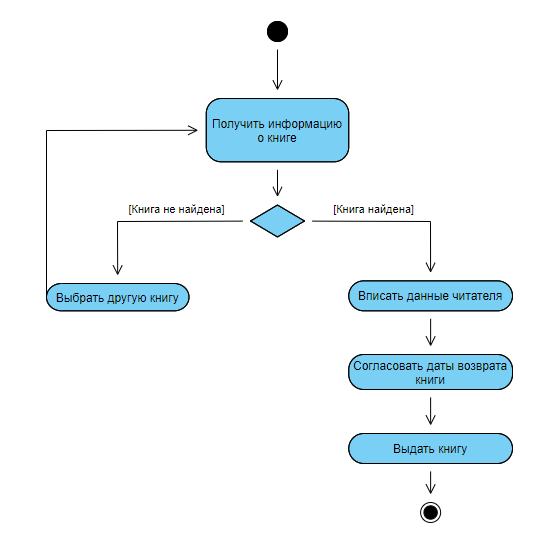 Получить информацию
о книге
[Книга не найдена]
[Книга найдена]
Выбрать другую книгу
Вписать данные читателя
Согласовать даты возврата
книги
Выдать книгу